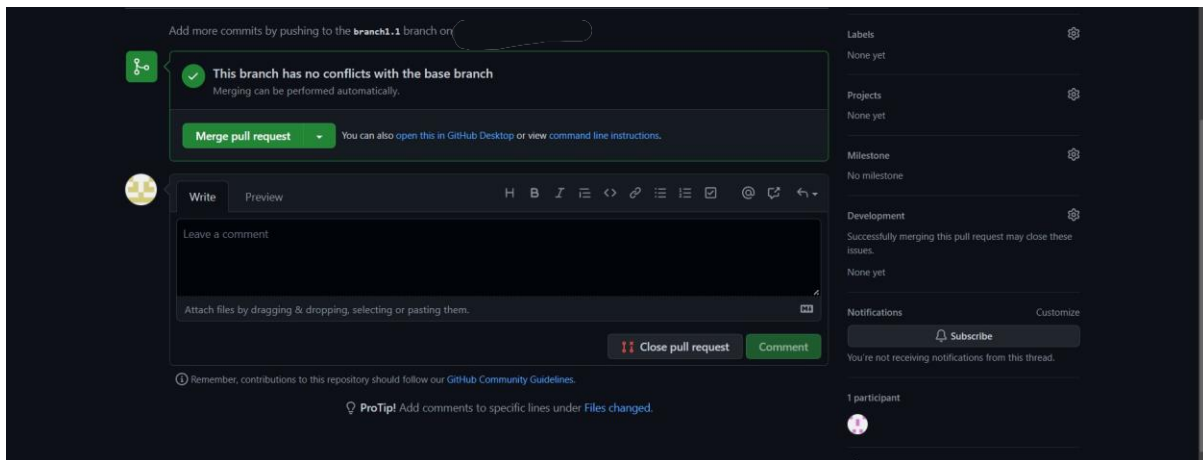 Add more commits by pushing to the branch1.1 branch on
This branch has no conflicts with the base branch
Merging can be performed automatically.
Merge pull request
You can also open this in GitHub Desktop or view command line instructions.
Write
Preview
H B I
Leave a comment
Attach files by dragging & dropping, selecting or pasting them.
Close pull request
Comment
Remember, contributions to this repository should follow our GitHub Community Guidelines.
ProTip! Add comments to specific lines under Files changed.
Labels
None yet
Projects
None yet
Milestone
No milestone
Development
Successfully merging this pull request may close these
issues.
None yet
Notifications
Customize
Subscribe
You're not receiving notifications from this thread.
1 participant